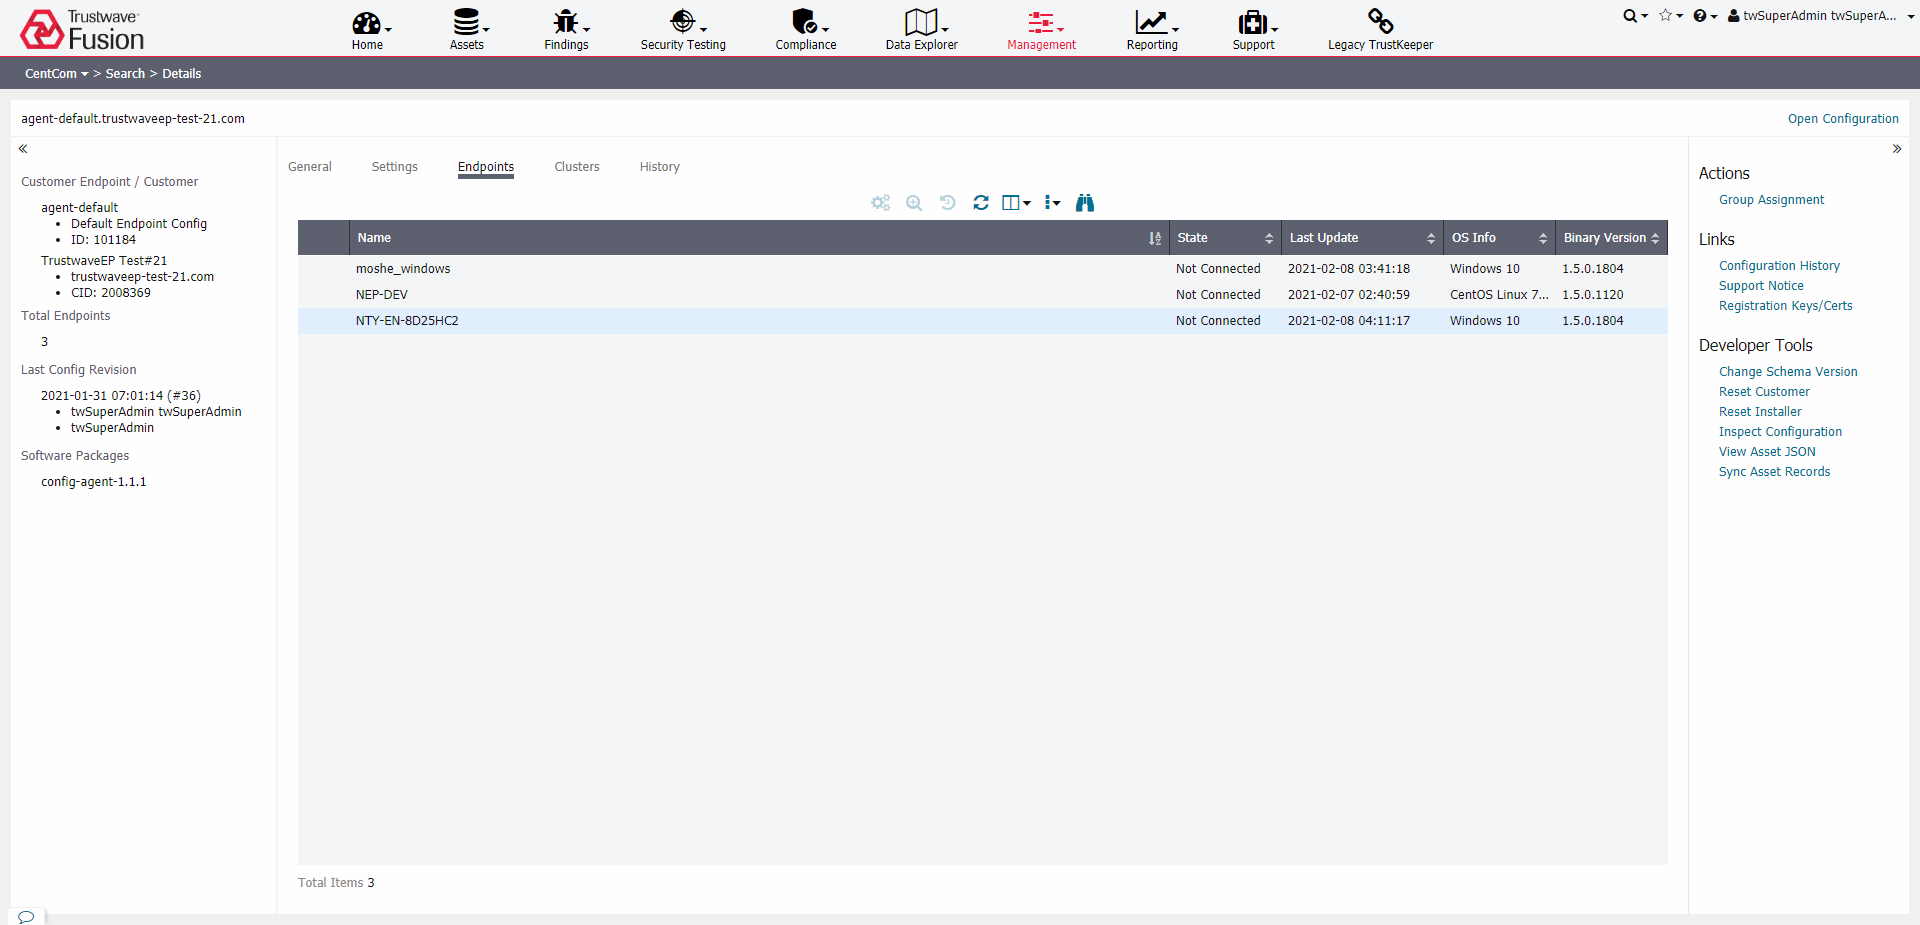 Trustwave
Fusion
Home
Assets
Findings
Security Testing
Compliance
Data Explorer
Management
Reporting
Support
Legacy TrustKeeper
twSuperAdmin twSuperA...
CentCom > Search > Details
agent-default.trustwaveep-test-21.com
Open Configuration
Customer Endpoint / Customer
agent-default
• Default Endpoint Config
• ID: 101184
TrustwaveEP Test#21
• trustwaveep-test-21.com
• CID: 2008369
Total Endpoints
3
Last Config Revision
2021-01-31 07:01:14 (#36)
• twSuperAdmin twSuperAdmin
• twSuperAdmin
Software Packages
config-agent-1.1.1
General Settings Endpoints Clusters History
Name State Last Update OS Info Binary Version
moshe_windows Not Connected 2021-02-08 03:41:18 Windows 10 1.5.0.1804
NEP-DEV Not Connected 2021-02-07 02:40:59 CentOS Linux 7... 1.5.0.1120
NTY-EN-8D25HC2 Not Connected 2021-02-08 04:11:17 Windows 10 1.5.0.1804
Total Items 3
Actions
Group Assignment
Links
Configuration History
Support Notice
Registration Keys/Certs
Developer Tools
Change Schema Version
Reset Customer
Reset Installer
Inspect Configuration
View Asset JSON
Sync Asset Records